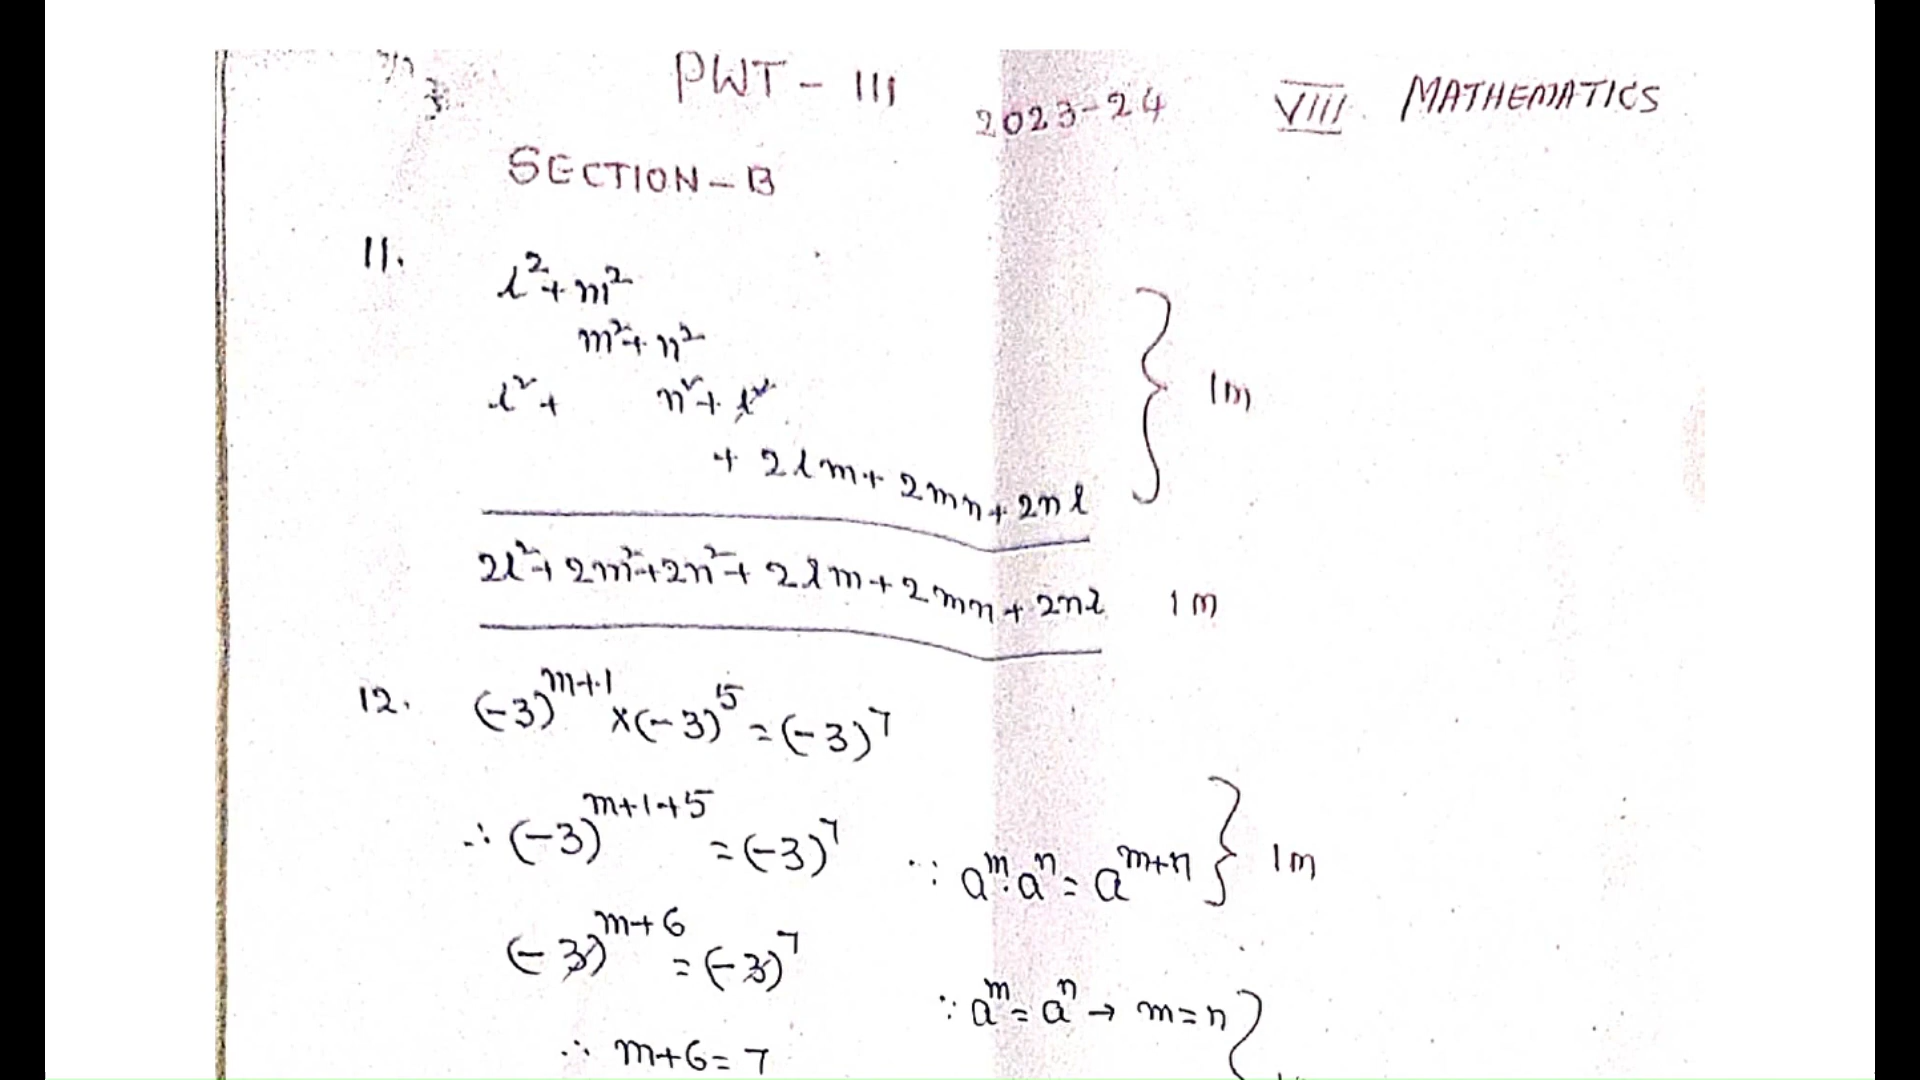 PWT - III 2023-24 VIII MATHEMATICS
SECTION - B
11. l²+m²
m²+n²
l²+ n²+ l²
+ 2lm+2mn+2nl } 1m
2l²+2m²+2n²+2lm+2mn+2nl 1m
12. (-3)^(m+1) ×(-3)^5 = (-3)^7
∴ (-3)^(m+1+5) = (-3)^7 ∵ a^m · a^n = a^(m+n) } 1m
(-3)^(m+6) = (-3)^7
∵ a^m = a^n → m=n
∴ m+6=7